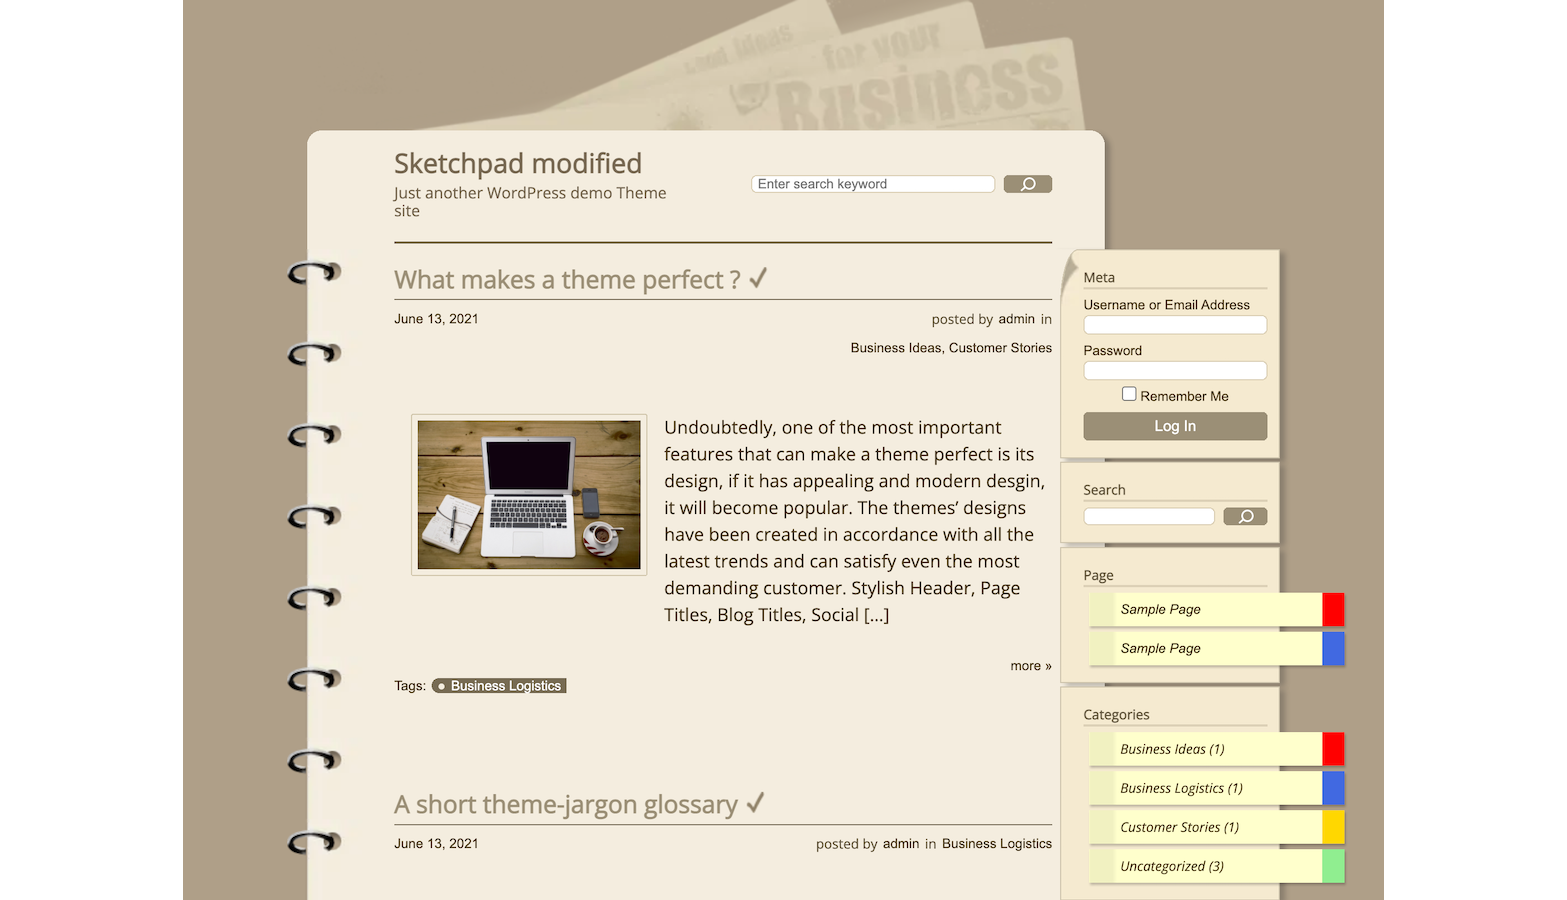 and Ideas
for your
Business
Sketchpad modified
Just another WordPress demo Theme
site
Enter search keyword
What makes a theme perfect ?
June 13, 2021
posted by admin in
Business Ideas, Customer Stories
Undoubtedly, one of the most important
features that can make a theme perfect is its
design, if it has appealing and modern desgin,
it will become popular. The themes’ designs
have been created in accordance with all the
latest trends and can satisfy even the most
demanding customer. Stylish Header, Page
Titles, Blog Titles, Social [...]
more »
Tags: Business Logistics
A short theme-jargon glossary
June 13, 2021
posted by admin in Business Logistics
Meta
Username or Email Address
Password
Remember Me
Log In
Search
Page
Sample Page
Sample Page
Categories
Business Ideas (1)
Business Logistics (1)
Customer Stories (1)
Uncategorized (3)